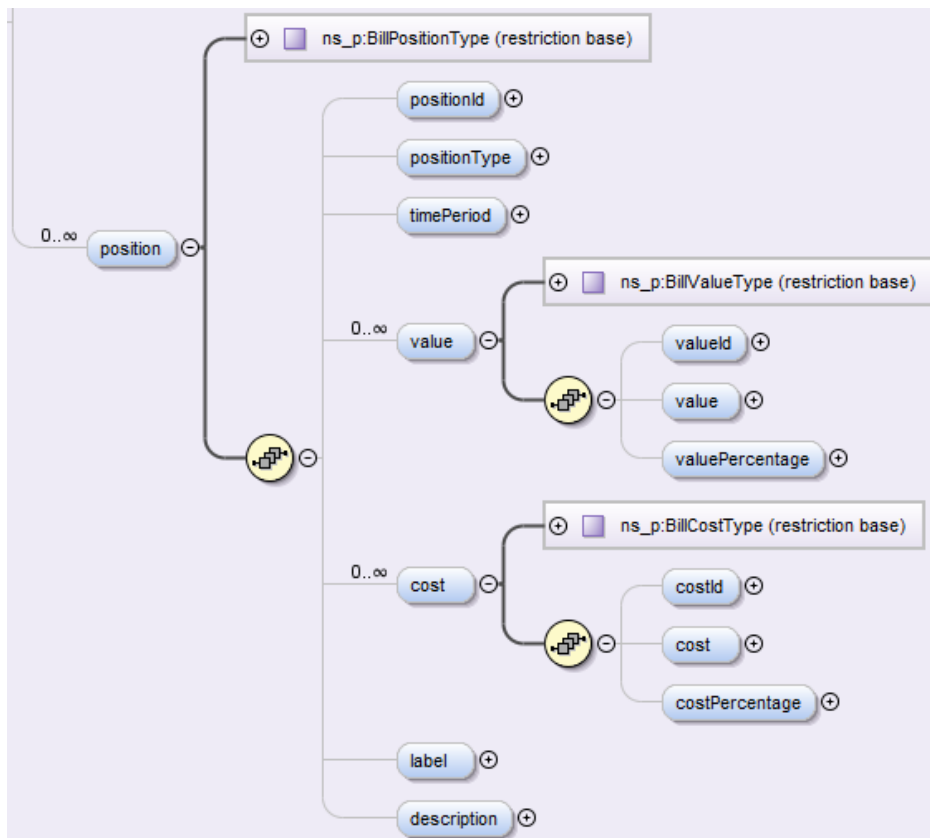 ns_p:BillPositionType (restriction base)
positionId
positionType
timePeriod
0..∞
position
ns_p:BillValueType (restriction base)
0..∞
value
valueId
value
valuePercentage
ns_p:BillCostType (restriction base)
0..∞
cost
costId
cost
costPercentage
label
description